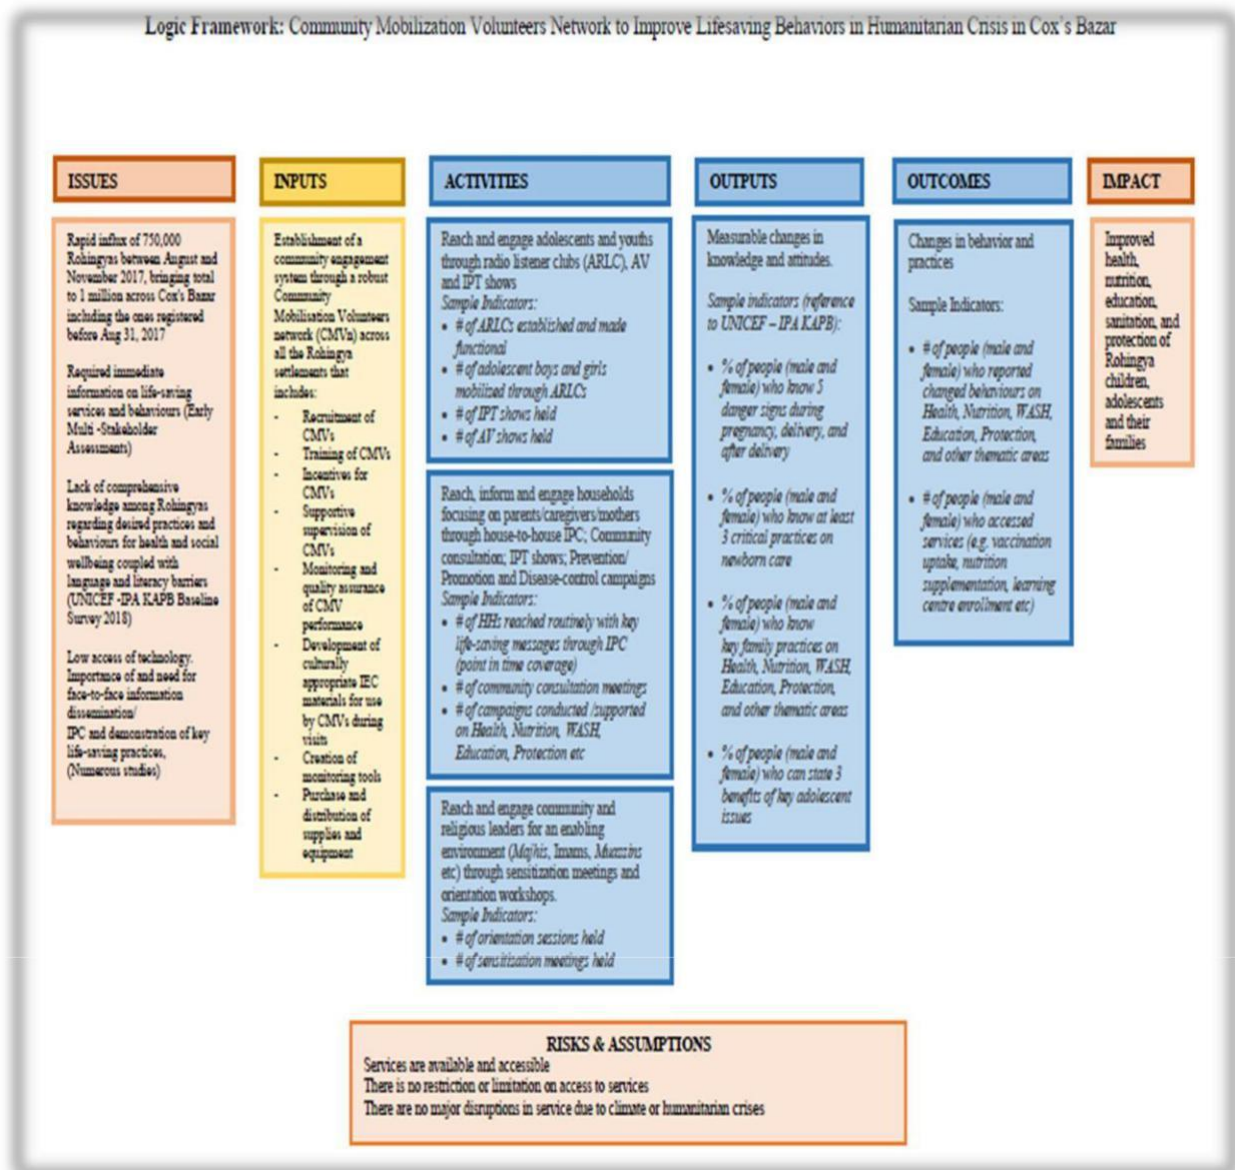 Logic Framework: Community Mobilization Volunteers Network to Improve Lifesaving Behaviors in Humanitarian Crisis in Cox's Bazar
ISSUES
Rapid influx of 750,000
Rohingyas between August and
November 2017, bringing total
to 1 million across Cox's Bazar
including the ones registered
before Aug 31, 2017
Required immediate
information on life-saving
services and behaviours (Early
Multi -Stakeholder
Assessments)
Lack of comprehensive
knowledge among Rohingyas
regarding desired practices and
behaviours for health and social
wellbeing coupled with
language and literacy barriers
(UNICEF -IPA KAPB Baseline
Survey 2018)
Low access of technology.
Importance of and need for
face-to-face information
dissemination/
IPC and demonstration of key
life-saving practices,
(Numerous studies)
INPUTS
Establishment of a
community engagement
system through a robust
Community
Mobilisation Volunteers
network (CMVn) across
all the Rohingya
settlements that
includes:
- Recruitment of
CMVs
- Training of CMVs
- Incentives for
CMVs
- Supportive
supervision of
CMVs
- Monitoring and
quality assurance
of CMV
performance
- Development of
culturally
appropriate IEC
materials for use
by CMVs during
visits
- Creation of
monitoring tools
- Purchase and
distribution of
supplies and
equipment
ACTIVITIES
Reach and engage adolescents and youths
through radio listener clubs (ARLC), AV
and IPT shows
Sample Indicators:
• # of ARLCs established and made
functional
• # of adolescent boys and girls
mobilized through ARLCs
• # of IPT shows held
• # of AV shows held
Reach, inform and engage households
focusing on parents/caregivers/mothers
through house-to-house IPC; Community
consultation; IPT shows; Prevention/
Promotion and Disease-control campaigns
Sample Indicators:
• # of HHs reached routinely with key
life-saving messages through IPC
(point in time coverage)
• # of community consultation meetings
• # of campaigns conducted /supported
on Health, Nutrition, WASH,
Education, Protection etc
Reach and engage community and
religious leaders for an enabling
environment (Majhis, Imams, Muezzins
etc) through sensitization meetings and
orientation workshops.
Sample Indicators:
• # of orientation sessions held
• # of sensitisation meetings held
OUTPUTS
Measurable changes in
knowledge and attitudes.
Sample indicators (reference
to UNICEF – IPA KAPB):
• % of people (male and
female) who know 5
danger signs during
pregnancy, delivery, and
after delivery
• % of people (male and
female) who know at least
3 critical practices on
newborn care
• % of people (male and
female) who know
key family practices on
Health, Nutrition, WASH,
Education, Protection,
and other thematic areas
• % of people (male and
female) who can state 3
benefits of key adolescent
issues
OUTCOMES
Changes in behavior and
practices
Sample Indicators:
• # of people (male and
female) who reported
changed behaviours on
Health, Nutrition, WASH,
Education, Protection,
and other thematic areas
• # of people (male and
female) who accessed
services (e.g. vaccination
uptake, nutrition
supplementation, learning
centre enrollment etc)
IMPACT
Improved
health,
nutrition,
education,
sanitation, and
protection of
Rohingya
children,
adolescents
and their
families
RISKS & ASSUMPTIONS
Services are available and accessible
There is no restriction or limitation on access to services
There are no major disruptions in service due to climate or humanitarian crises